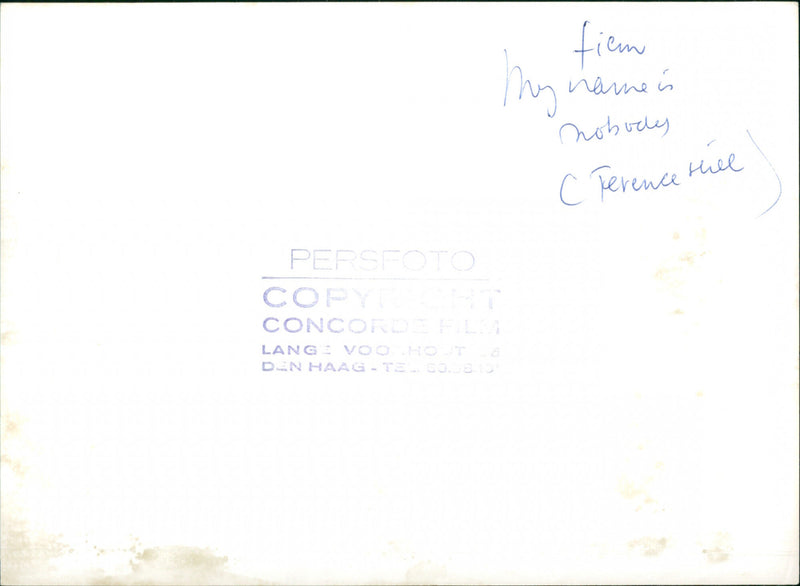 film
My name is
nobody
(Terence Hill)
PERSFOTO
COPYRIGHT
CONCORDE FILM
LANGE VOORHOUT
DEN HAAG - TEL.